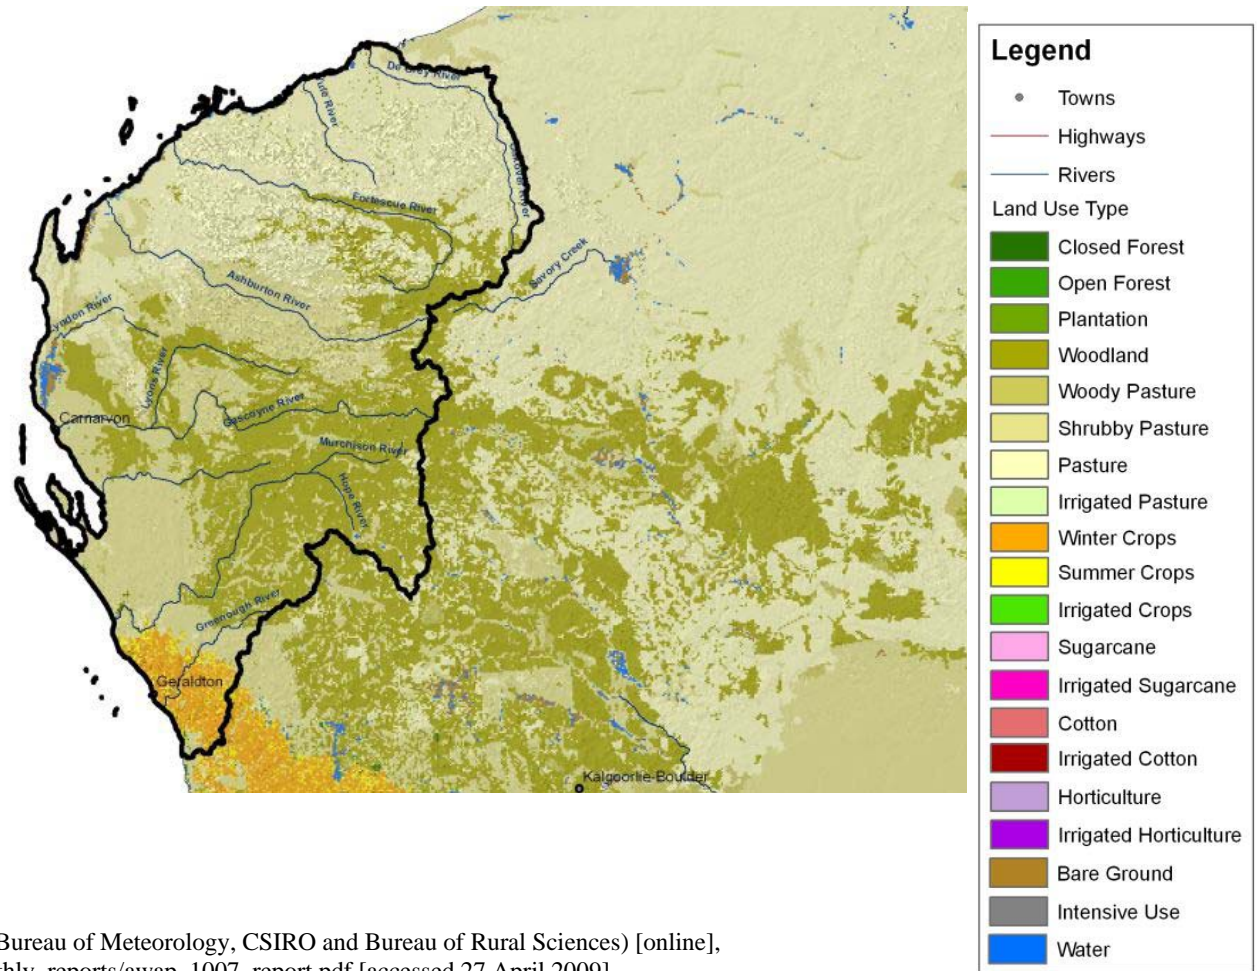 De Grey River
Yule River
Oakover River
Fortescue River
Savory Creek
Ashburton River
Lyndon River
Lyons River
Carnarvon
Gascoyne River
Murchison River
Hope River
Greenough River
Geraldton
Kalgoorlie-Boulder
Legend
Towns
Highways
Rivers
Land Use Type
Closed Forest
Open Forest
Plantation
Woodland
Woody Pasture
Shrubby Pasture
Pasture
Irrigated Pasture
Winter Crops
Summer Crops
Irrigated Crops
Sugarcane
Irrigated Sugarcane
Cotton
Irrigated Cotton
Horticulture
Irrigated Horticulture
Bare Ground
Intensive Use
Water
Bureau of Meteorology, CSIRO and Bureau of Rural Sciences) [online],
thly_reports/awap_1007_report.pdf [accessed 27 April 2009]